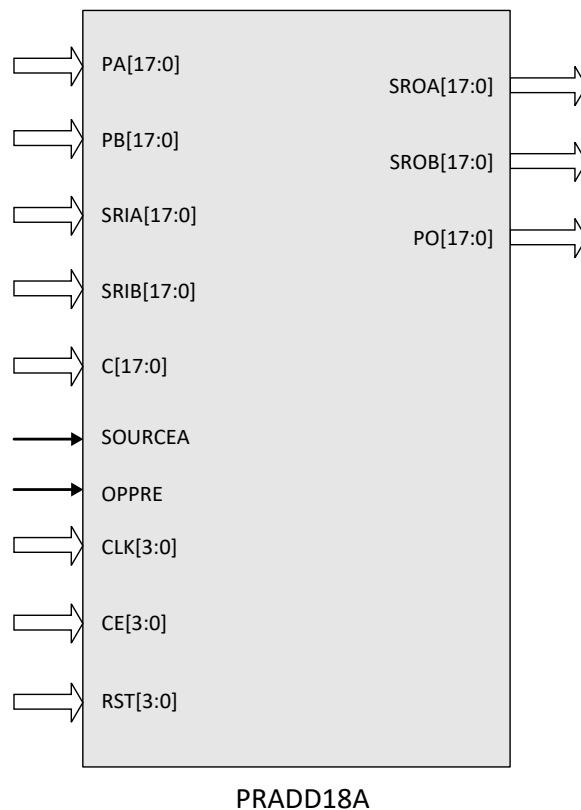 PA[17:0]
PB[17:0]
SRIA[17:0]
SRIB[17:0]
C[17:0]
SOURCEA
OPPRE
CLK[3:0]
CE[3:0]
RST[3:0]
SROA[17:0]
SROB[17:0]
PO[17:0]
PRADD18A